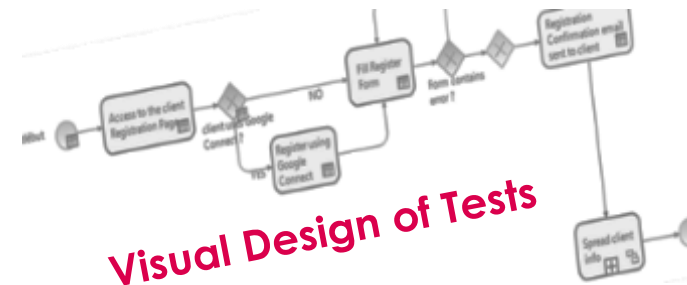 Registration
Confirmation email
sent to client
Fill Register
Form
Form contains
error ?
Access to the client
Registration Page
NO
client uses Google
Connect ?
Register using
Google
Connect
YES
Spread client
info
Visual Design of Tests